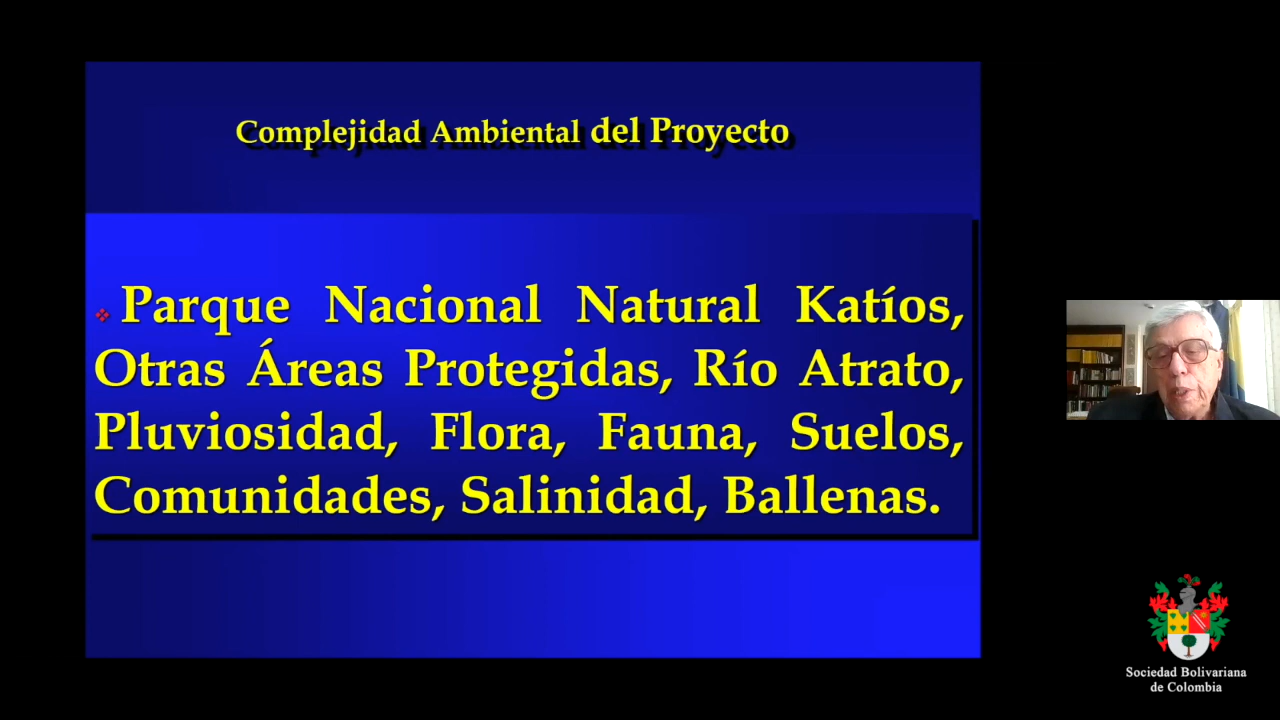 Complejidad Ambiental del Proyecto
Parque Nacional Natural Katíos,
Otras Áreas Protegidas, Río Atrato,
Pluviosidad, Flora, Fauna, Suelos,
Comunidades, Salinidad, Ballenas.
Sociedad Bolivariana
de Colombia